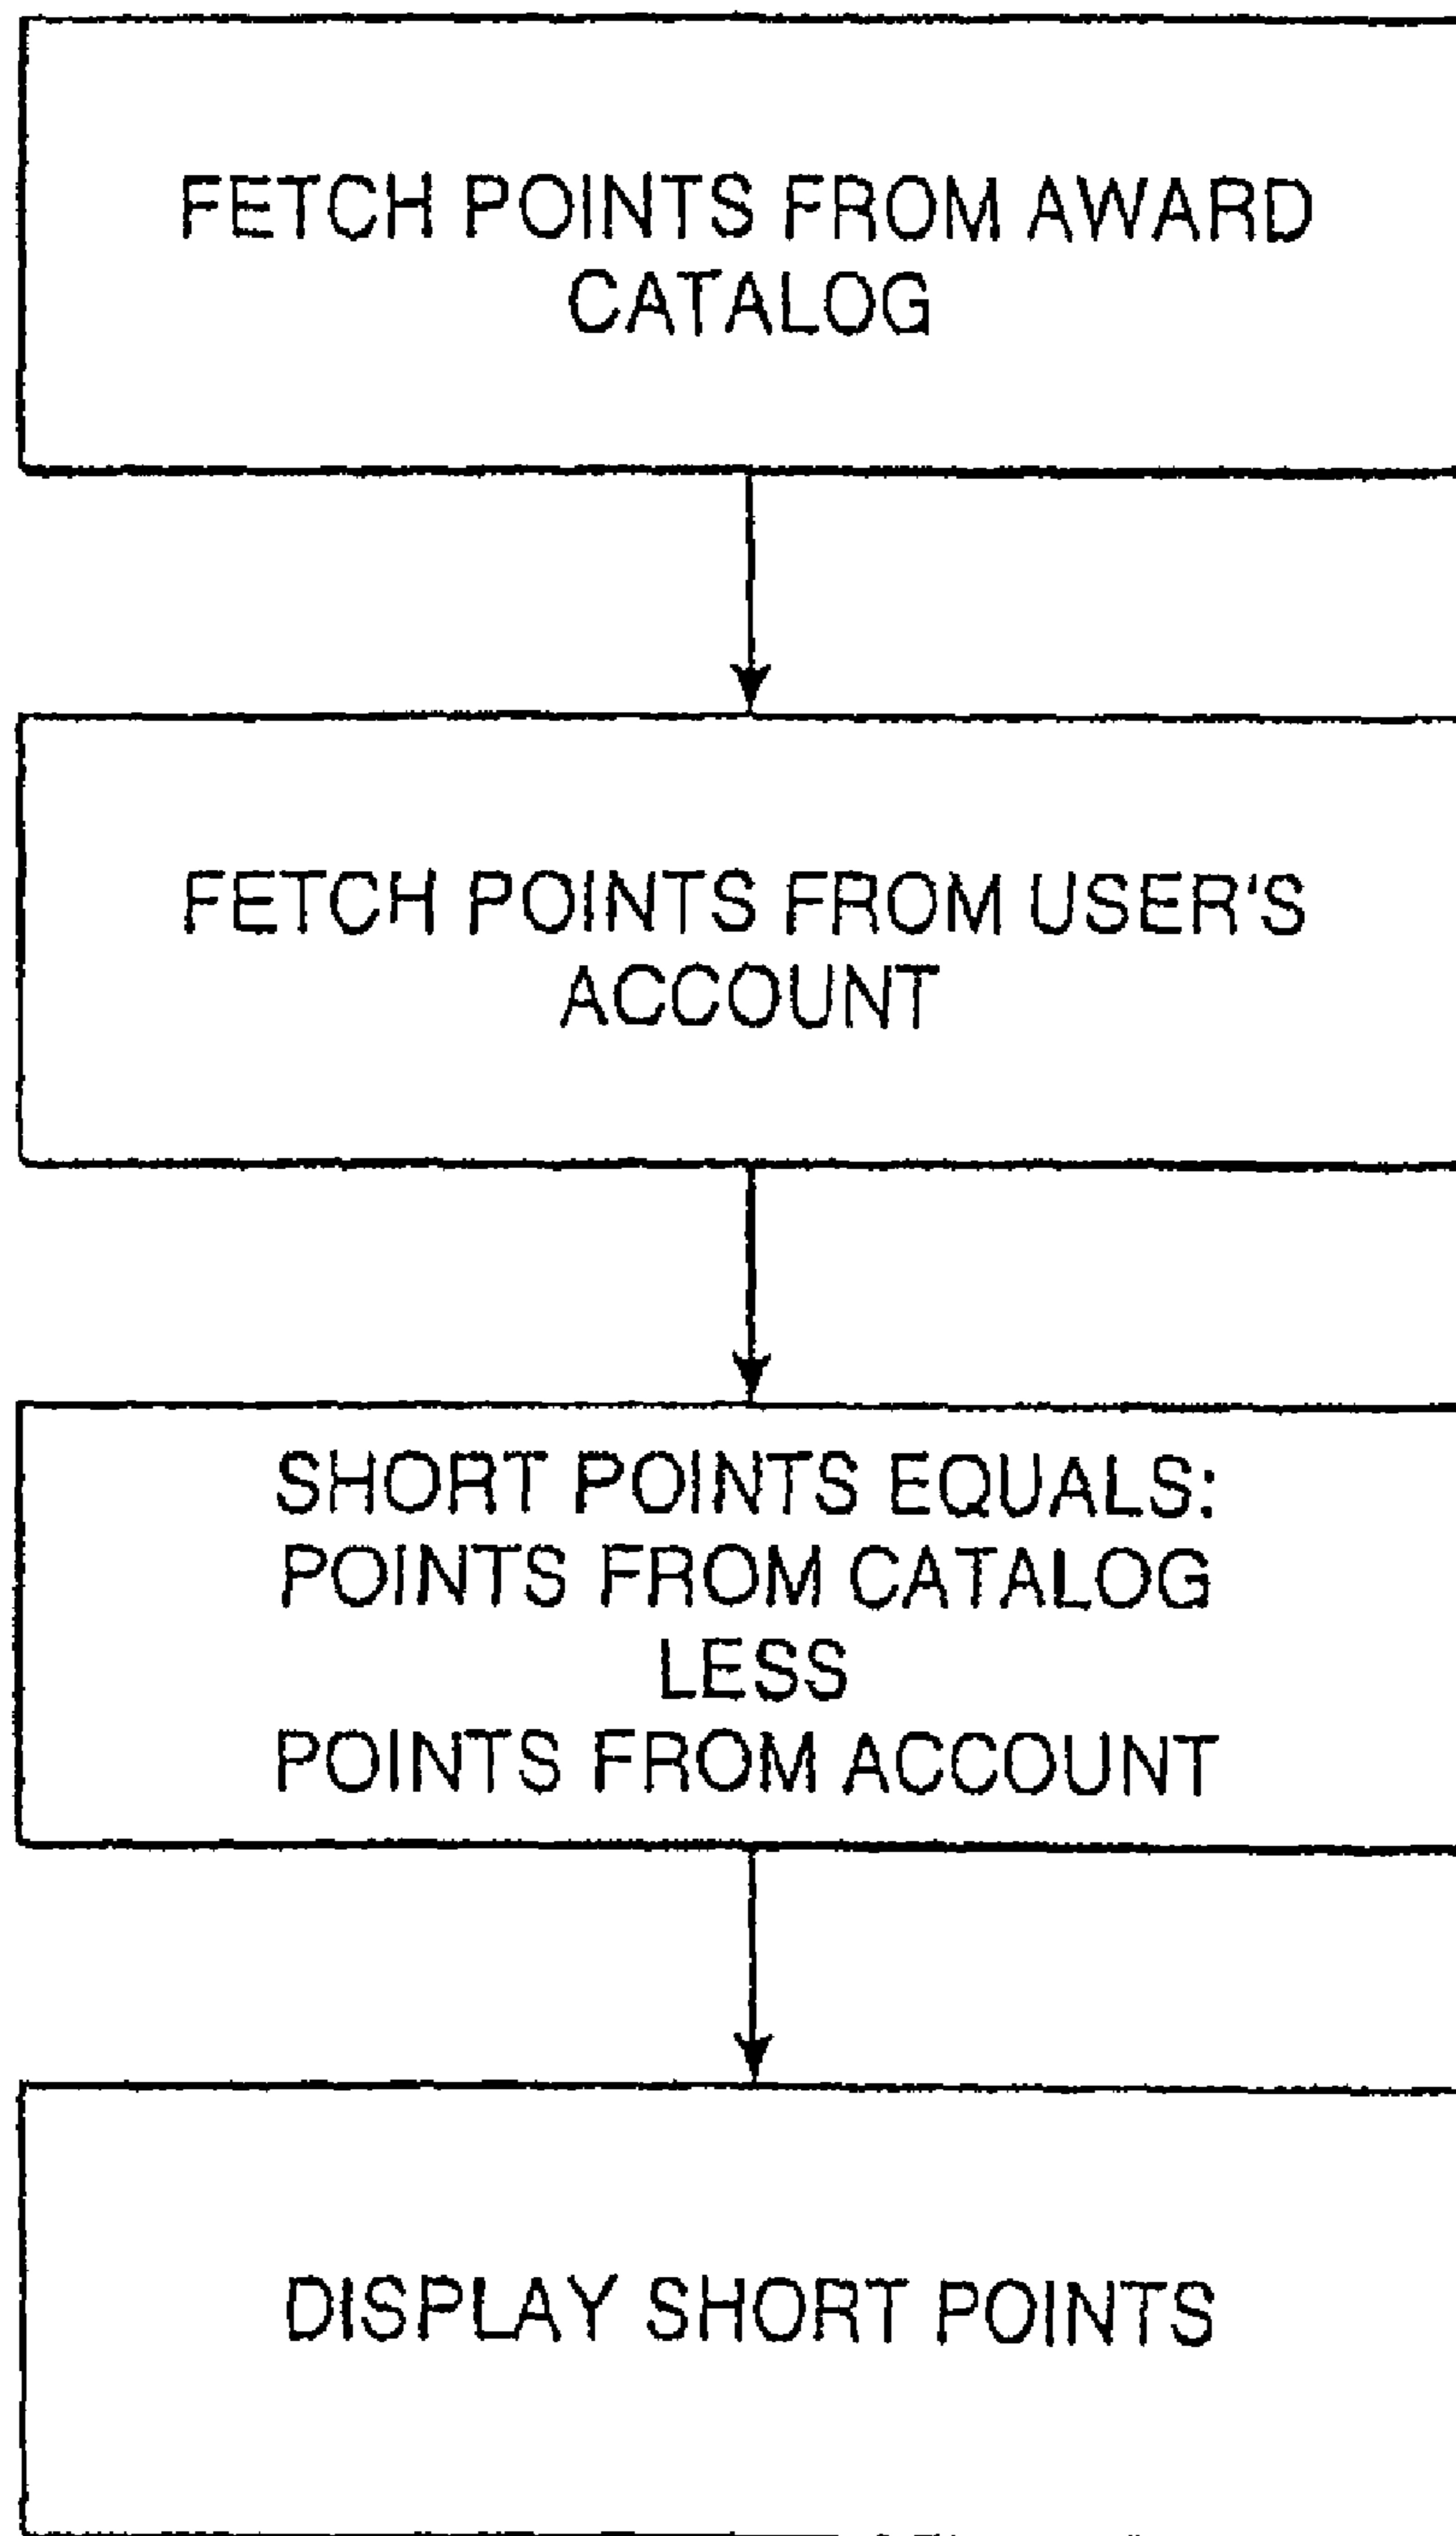 FETCH POINTS FROM AWARD
CATALOG
FETCH POINTS FROM USER'S
ACCOUNT
SHORT POINTS EQUALS:
POINTS FROM CATALOG
LESS
POINTS FROM ACCOUNT
DISPLAY SHORT POINTS